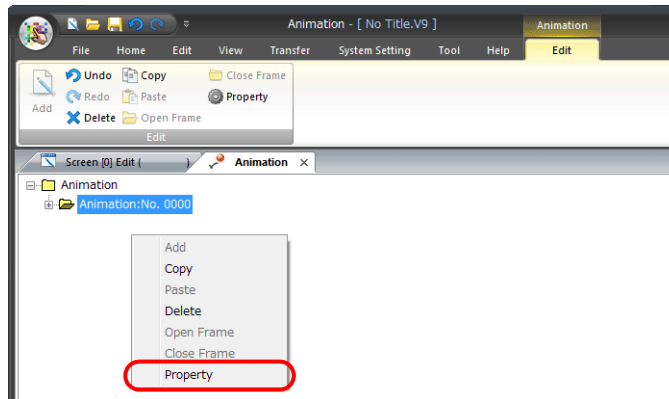 Animation - [ No Title.V9 ]
Animation
File Home Edit View Transfer System Setting Tool Help Edit
Add
Undo Copy Close Frame
Redo Paste Property
Delete Open Frame
Edit
Screen [0] Edit ( ) Animation ×
Animation
Animation:No. 0000
Add
Copy
Paste
Delete
Open Frame
Close Frame
Property